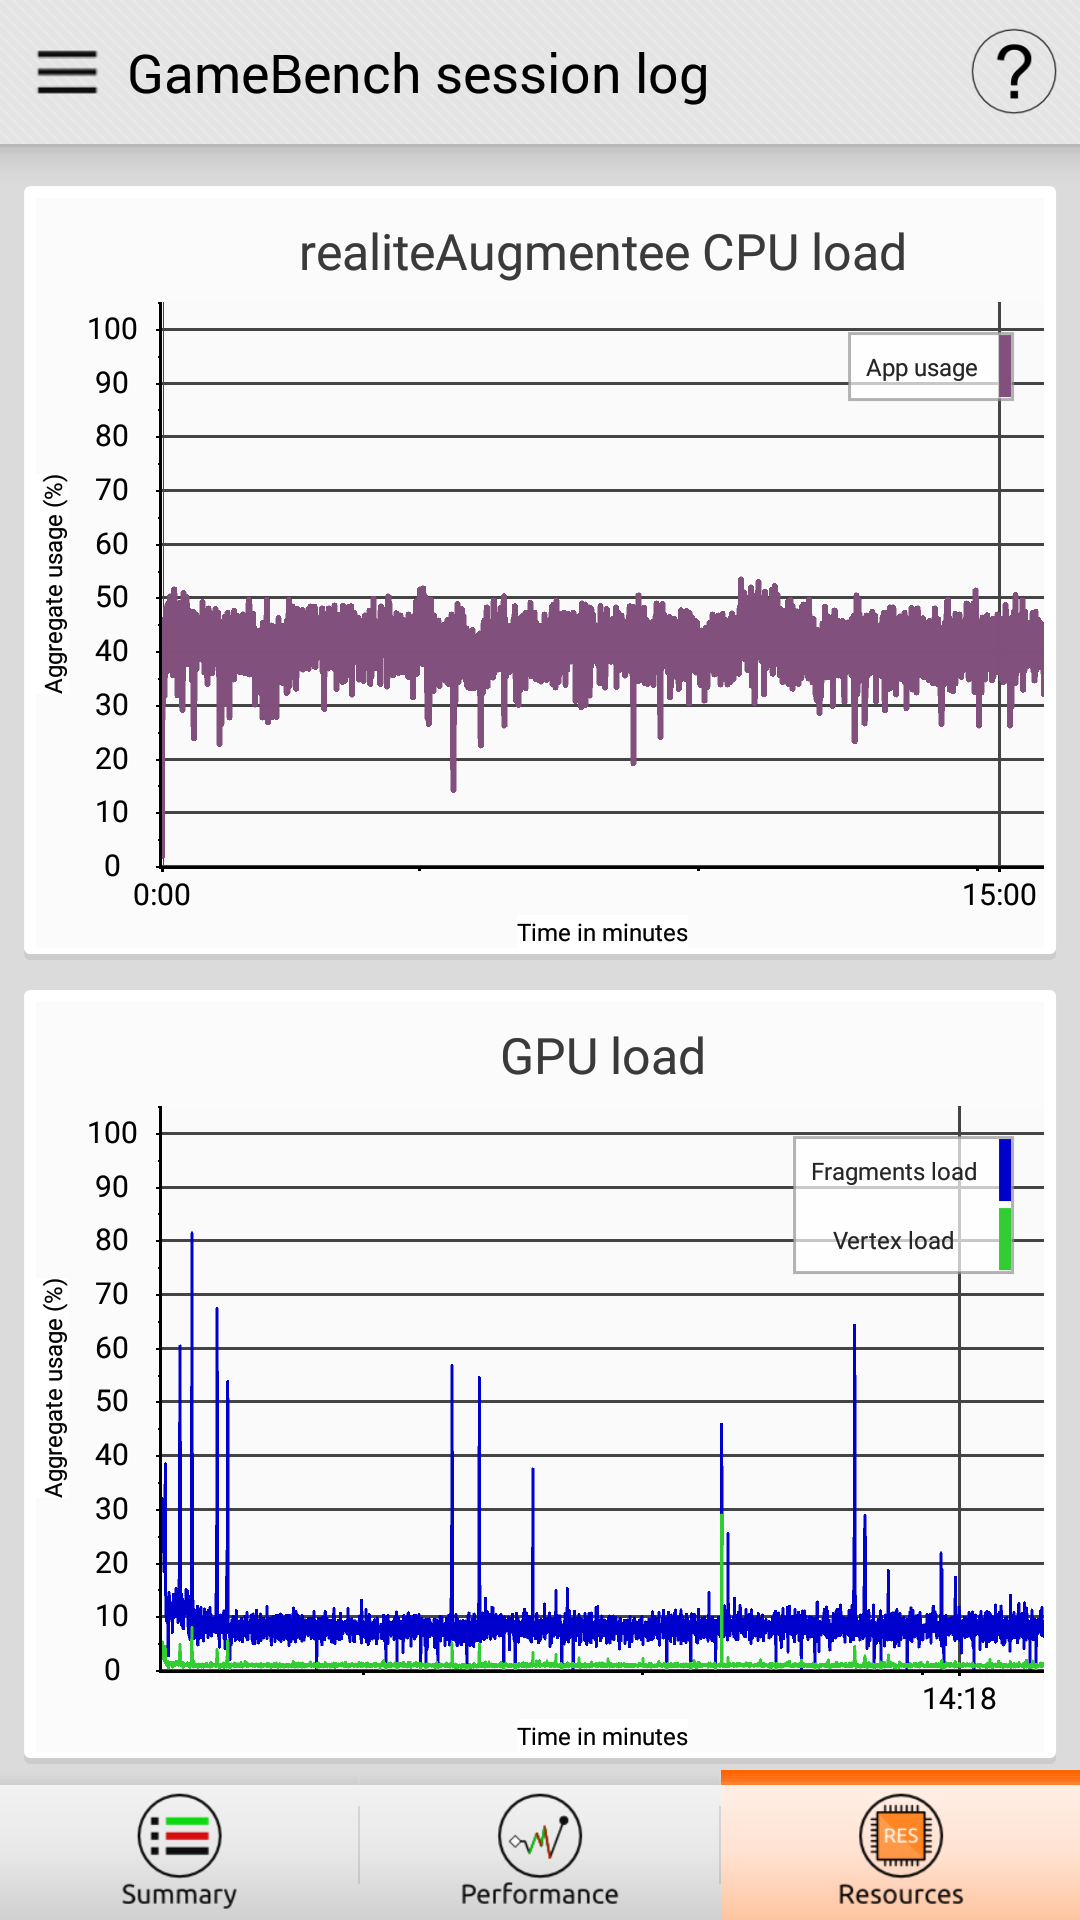 GameBench session log
?
realiteAugmentee CPU load
100
90
80
70
60
50
40
30
20
10
0
Aggregate usage (%)
App usage
0:00
15:00
Time in minutes
GPU load
100
90
80
70
60
50
40
30
20
10
0
Aggregate usage (%)
Fragments load
Vertex load
14:18
Time in minutes
RES
Summary
Performance
Resources